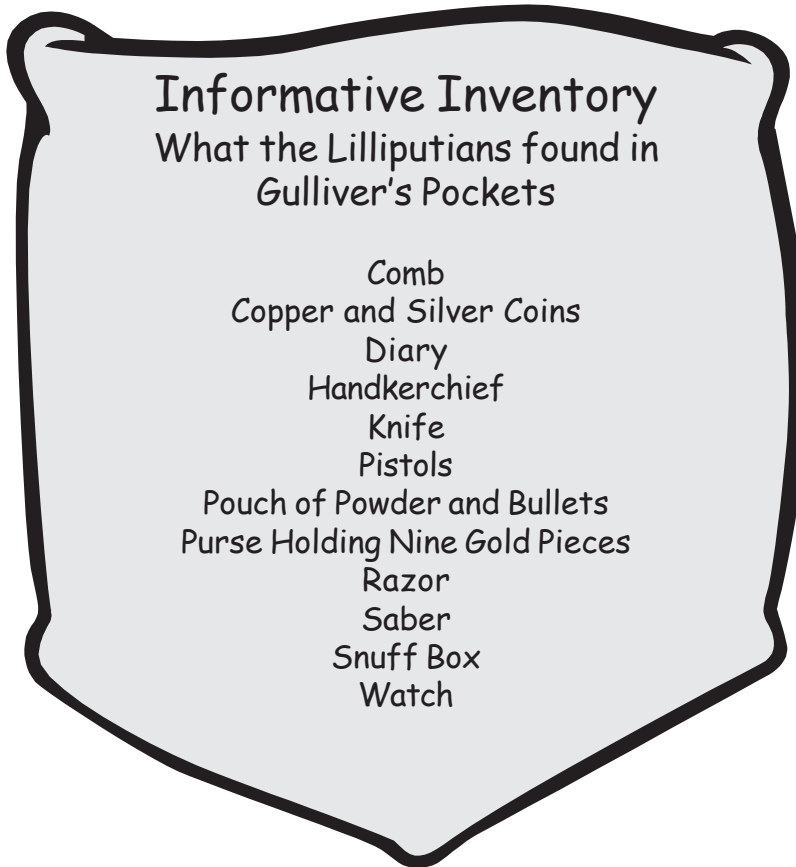 Informative Inventory
What the Lilliputians found in
Gulliver's Pockets
Comb
Copper and Silver Coins
Diary
Handkerchief
Knife
Pistols
Pouch of Powder and Bullets
Purse Holding Nine Gold Pieces
Razor
Saber
Snuff Box
Watch